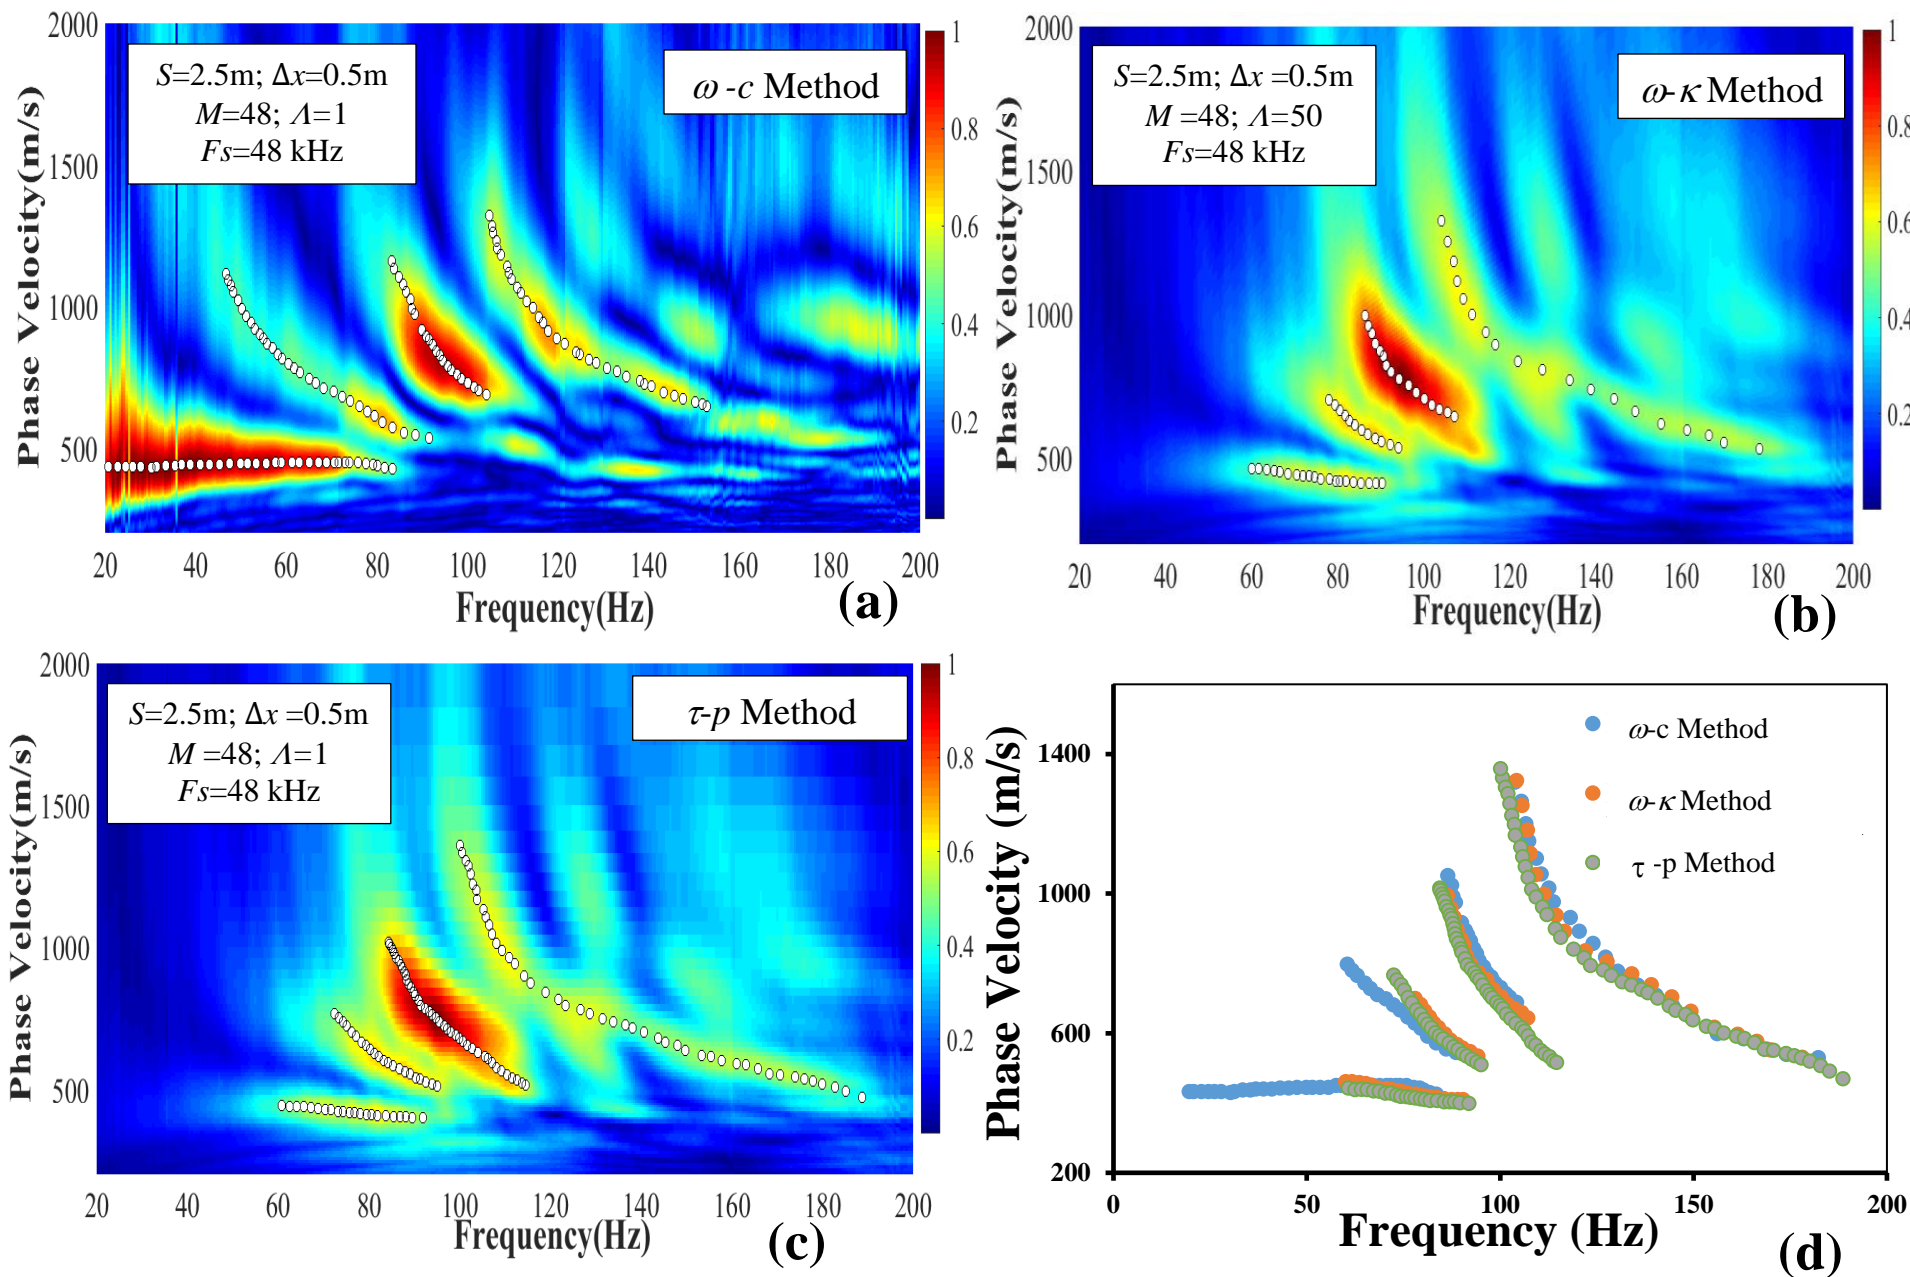 2000
1500
1000
500
Phase Velocity(m/s)
S=2.5m; Δx=0.5m
M=48; Λ=1
Fs=48 kHz
ω-c Method
1
0.8
0.6
0.4
0.2
20 40 60 80 100 120 140 160 180 200
Frequency(Hz)
(a)
2000
1500
1000
500
Phase Velocity(m/s)
S=2.5m; Δx =0.5m
M =48; Λ=50
Fs=48 kHz
ω-κ Method
1
0.8
0.6
0.4
0.2
20 40 60 80 100 120 140 160 180 200
Frequency(Hz)
(b)
2000
1500
1000
500
Phase Velocity(m/s)
S=2.5m; Δx =0.5m
M =48; Λ=1
Fs=48 kHz
τ-p Method
1
0.8
0.6
0.4
0.2
20 40 60 80 100 120 140 160 180 200
Frequency(Hz)
(c)
1400
1000
600
200
Phase Velocity (m/s)
ω-c Method
ω-κ Method
τ -p Method
0 50 100 150 200
Frequency (Hz)
(d)